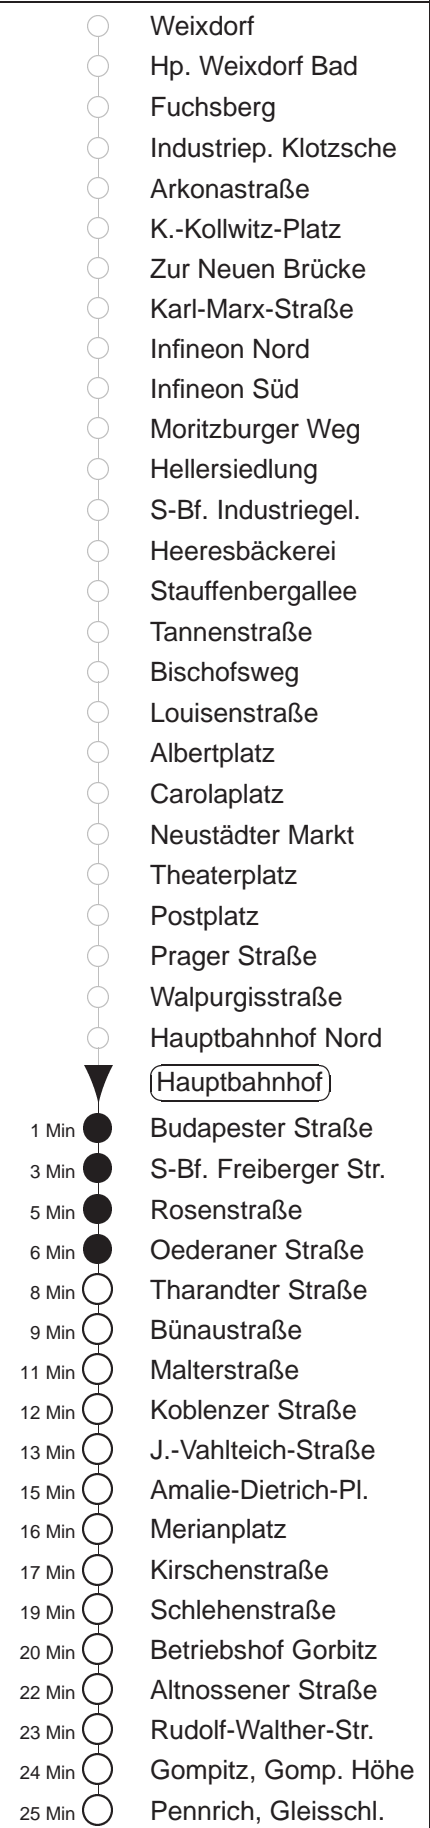 Weixdorf
Hp. Weixdorf Bad
Fuchsberg
Industriep. Klotzsche
Arkonastraße
K.-Kollwitz-Platz
Zur Neuen Brücke
Karl-Marx-Straße
Infineon Nord
Infineon Süd
Moritzburger Weg
Hellersiedlung
S-Bf. Industriegel.
Heeresbäckerei
Stauffenbergallee
Tannenstraße
Bischofsweg
Louisenstraße
Albertplatz
Carolaplatz
Neustädter Markt
Theaterplatz
Postplatz
Prager Straße
Walpurgisstraße
Hauptbahnhof Nord
Hauptbahnhof
1 Min Budapester Straße
3 Min S-Bf. Freiberger Str.
5 Min Rosenstraße
6 Min Oederaner Straße
8 Min Tharandter Straße
9 Min Bünaustraße
11 Min Malterstraße
12 Min Koblenzer Straße
13 Min J.-Vahlteich-Straße
15 Min Amalie-Dietrich-Pl.
16 Min Merianplatz
17 Min Kirschenstraße
19 Min Schlehenstraße
20 Min Betriebshof Gorbitz
22 Min Altnossener Straße
23 Min Rudolf-Walther-Str.
24 Min Gompitz, Gomp. Höhe
25 Min Pennrich, Gleisschl.